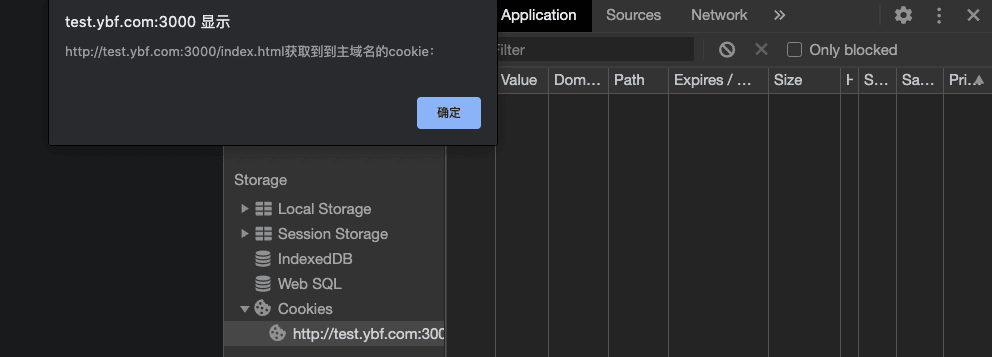 test.ybf.com:3000 显示
http://test.ybf.com:3000/index.html获取到到主域名的cookie：
确定
Application Sources Network »
Filter Only blocked
Value Dom… Path Expires / … Size H S… Sa… Pri…
Storage
Local Storage
Session Storage
IndexedDB
Web SQL
Cookies
http://test.ybf.com:300